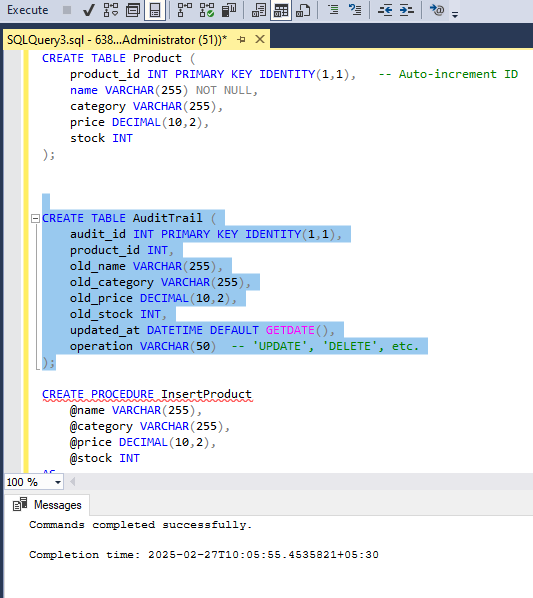 Execute
SQLQuery3.sql - 638...Administrator (51))*
CREATE TABLE Product (
product_id INT PRIMARY KEY IDENTITY(1,1),   -- Auto-increment ID
name VARCHAR(255) NOT NULL,
category VARCHAR(255),
price DECIMAL(10,2),
stock INT
);
CREATE TABLE AuditTrail (
audit_id INT PRIMARY KEY IDENTITY(1,1),
product_id INT,
old_name VARCHAR(255),
old_category VARCHAR(255),
old_price DECIMAL(10,2),
old_stock INT,
updated_at DATETIME DEFAULT GETDATE(),
operation VARCHAR(50)  -- 'UPDATE', 'DELETE', etc.
);
CREATE PROCEDURE InsertProduct
@name VARCHAR(255),
@category VARCHAR(255),
@price DECIMAL(10,2),
@stock INT
AS
100 %
Messages
Commands completed successfully.
Completion time: 2025-02-27T10:05:55.4535821+05:30